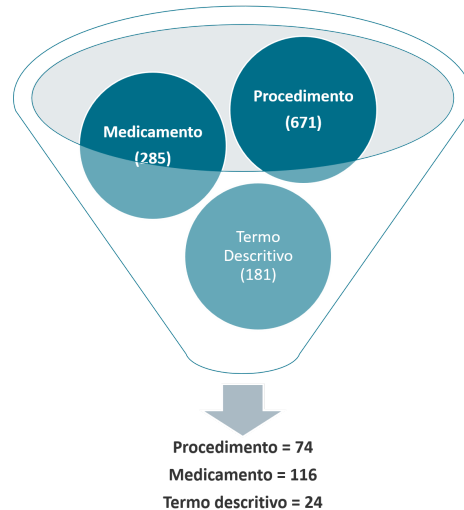 Procedimento
(671)
Medicamento
(285)
Termo
Descritivo
(181)
Procedimento = 74
Medicamento = 116
Termo descritivo = 24